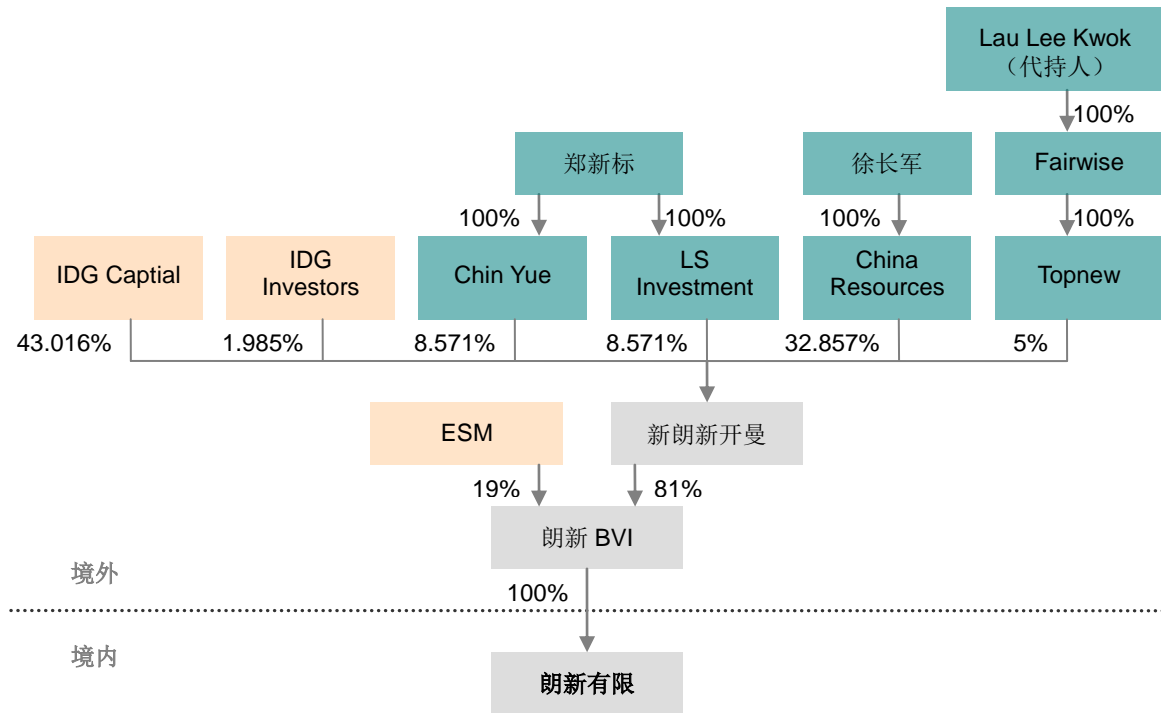 Lau Lee Kwok
（代持人）
100%
郑新标
徐长军
Fairwise
100%
100%
100%
100%
IDG Captial
IDG
Investors
Chin Yue
LS
Investment
China
Resources
Topnew
43.016%
1.985%
8.571%
8.571%
32.857%
5%
ESM
新朗新开曼
19%
81%
朗新 BVI
境外
100%
境内
朗新有限